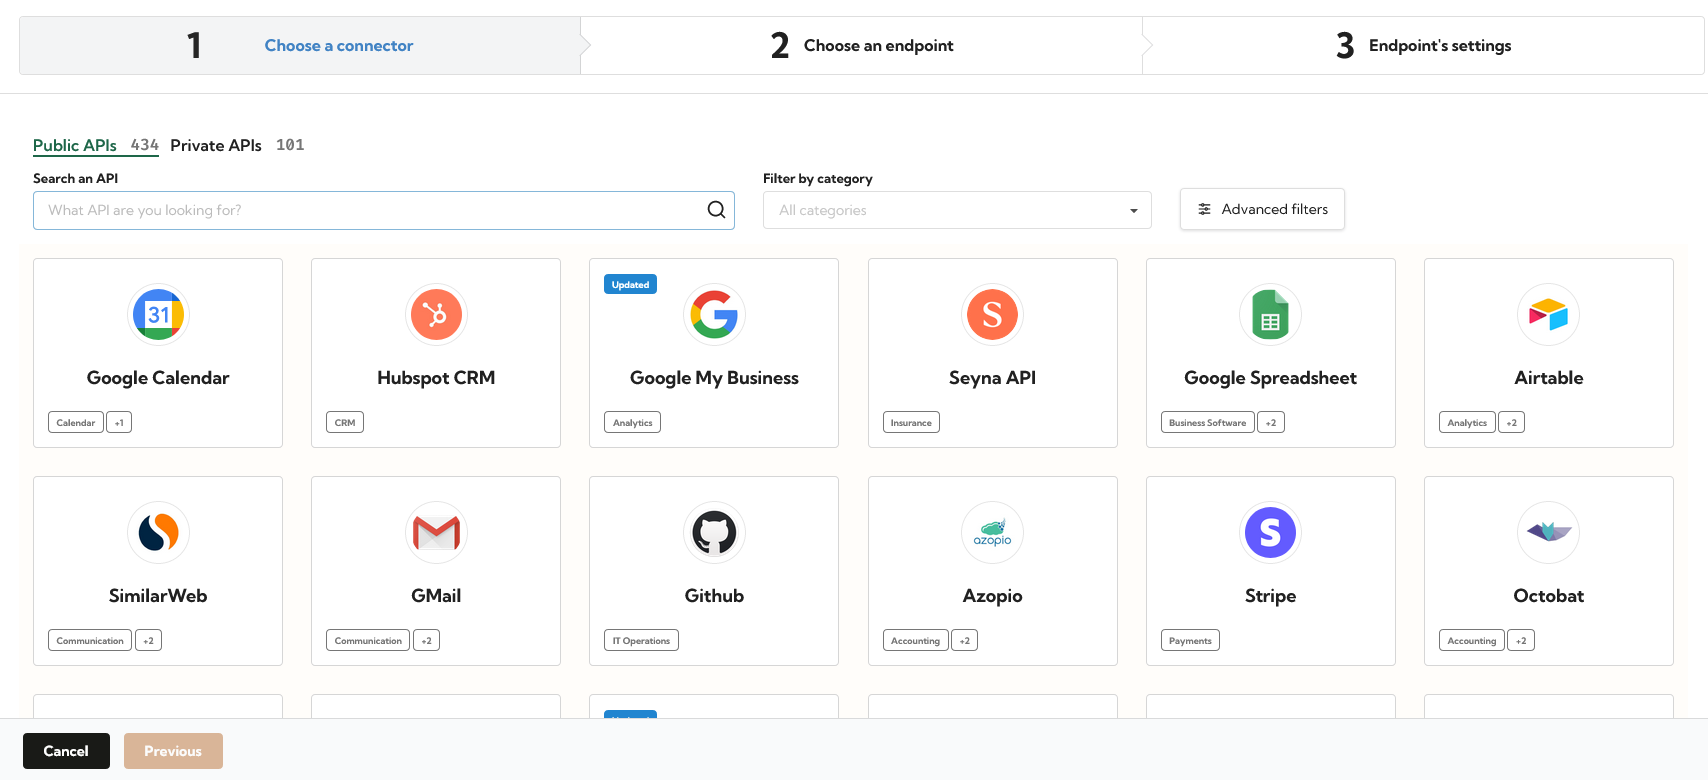 1 Choose a connector
2 Choose an endpoint
3 Endpoint's settings
Public APIs 434 Private APIs 101
Search an API
Filter by category
What API are you looking for?
All categories
Advanced filters
Updated
31
S
S
Google Calendar
Hubspot CRM
Google My Business
Seyna API
Google Spreadsheet
Airtable
Calendar +1
CRM
Analytics
Insurance
Business Software +2
Analytics +2
azopio
SimilarWeb
GMail
Github
Azopio
Stripe
Octobat
Communication +2
Communication +2
IT Operations
Accounting +2
Payments
Accounting +2
Cancel
Previous